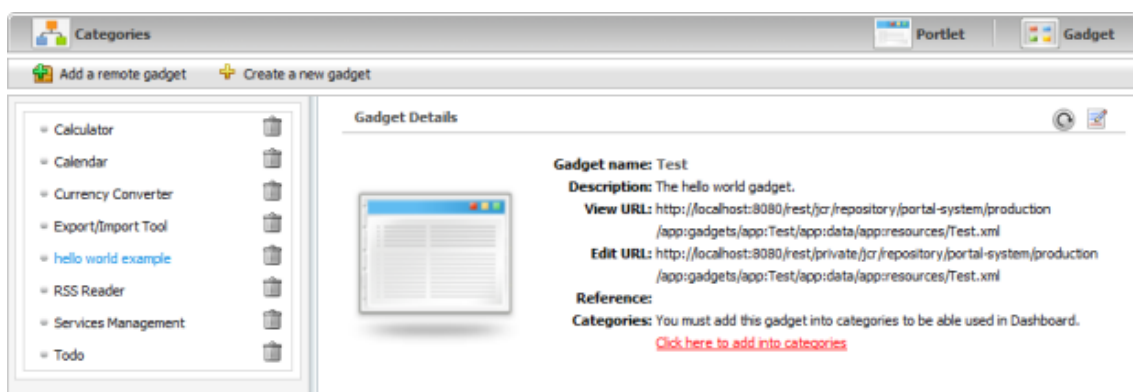 Categories
Portlet
Gadget
Add a remote gadget
Create a new gadget
Calculator
Calendar
Currency Converter
Export/Import Tool
hello world example
RSS Reader
Services Management
Todo
Gadget Details
Gadget name: Test
Description: The hello world gadget.
View URL: http://localhost:8080/rest/jcr/repository/portal-system/production
/app:gadgets/app:Test/app:data/app:resources/Test.xml
Edit URL: http://localhost:8080/rest/private/jcr/repository/portal-system/production
/app:gadgets/app:Test/app:data/app:resources/Test.xml
Reference:
Categories: You must add this gadget into categories to be able used in Dashboard.
Click here to add into categories